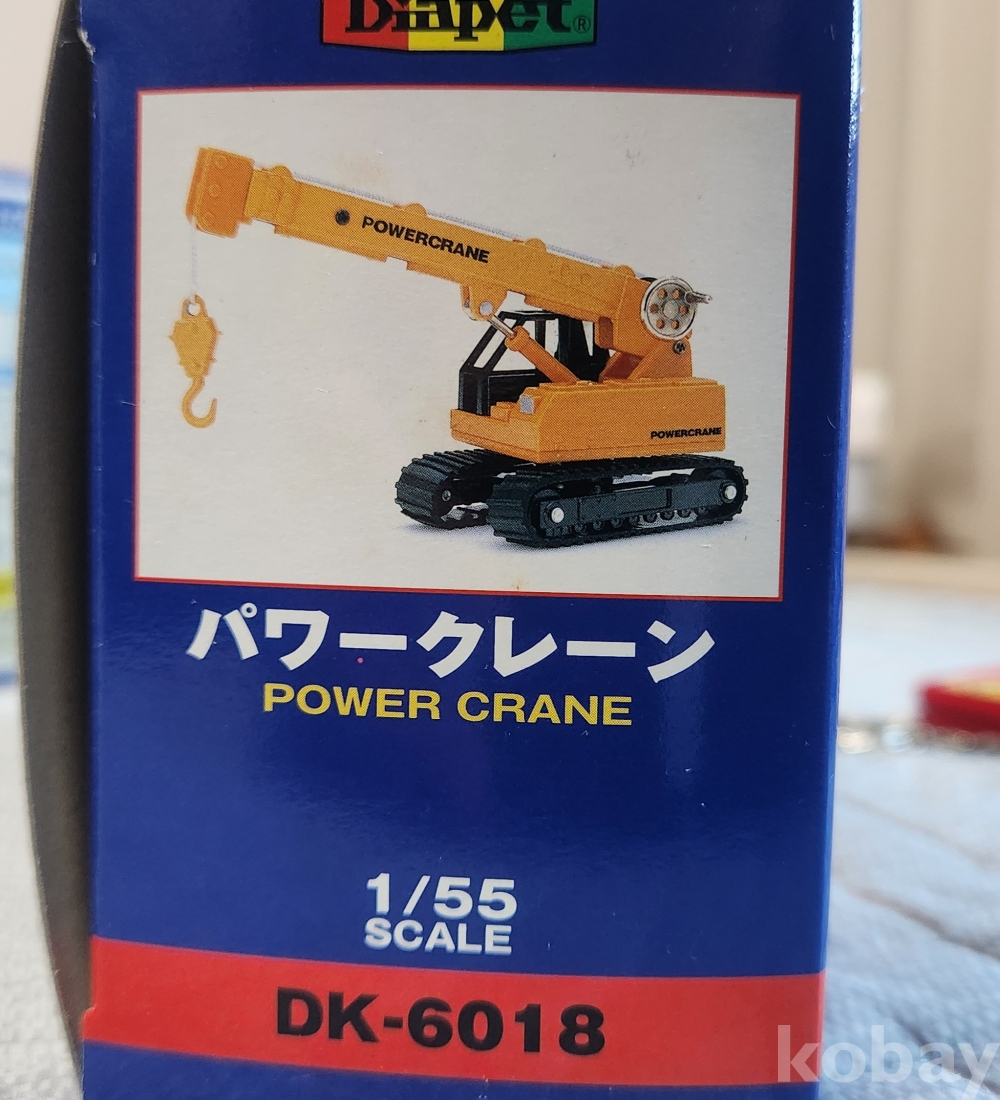 Diapet®
POWERCRANE
POWERCRANE
パワークレーン
POWER CRANE
1/55
SCALE
DK-6018
kobay